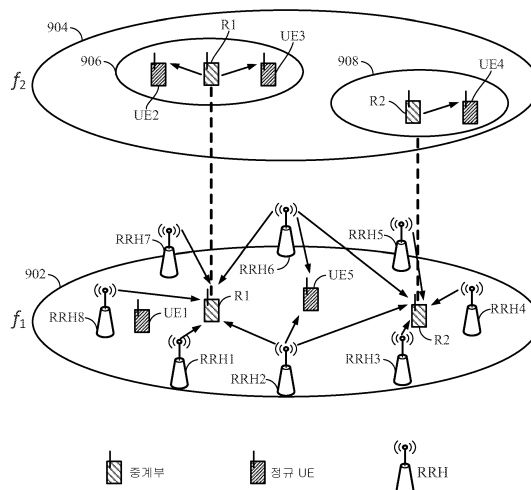 904
R1
UE3
906
f2
UE2
908
UE4
R2
RRH7
RRH6
RRH5
902
UE5
R1
RRH8
UE1
f1
RRH4
R2
RRH1
RRH2
RRH3
중계부
정규 UE
RRH